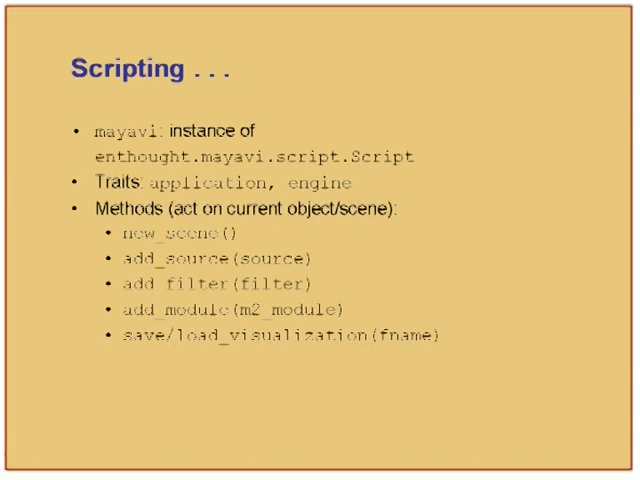 Scripting . . .
• mayavi: instance of
enthought.mayavi.script.Script
• Traits: application, engine
• Methods (act on current object/scene):
• new_scene()
• add_source(source)
• add_filter(filter)
• add_module(m2_module)
• save/load_visualization(fname)